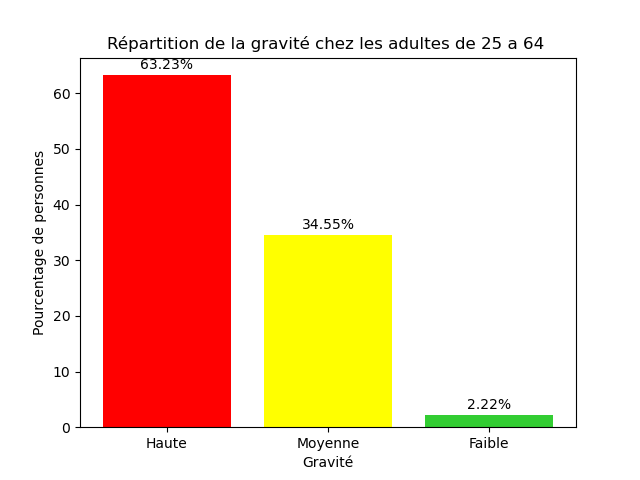 Répartition de la gravité chez les adultes de 25 a 64
63.23%
34.55%
2.22%
60
50
40
30
20
10
0
Pourcentage de personnes
Haute
Moyenne
Faible
Gravité